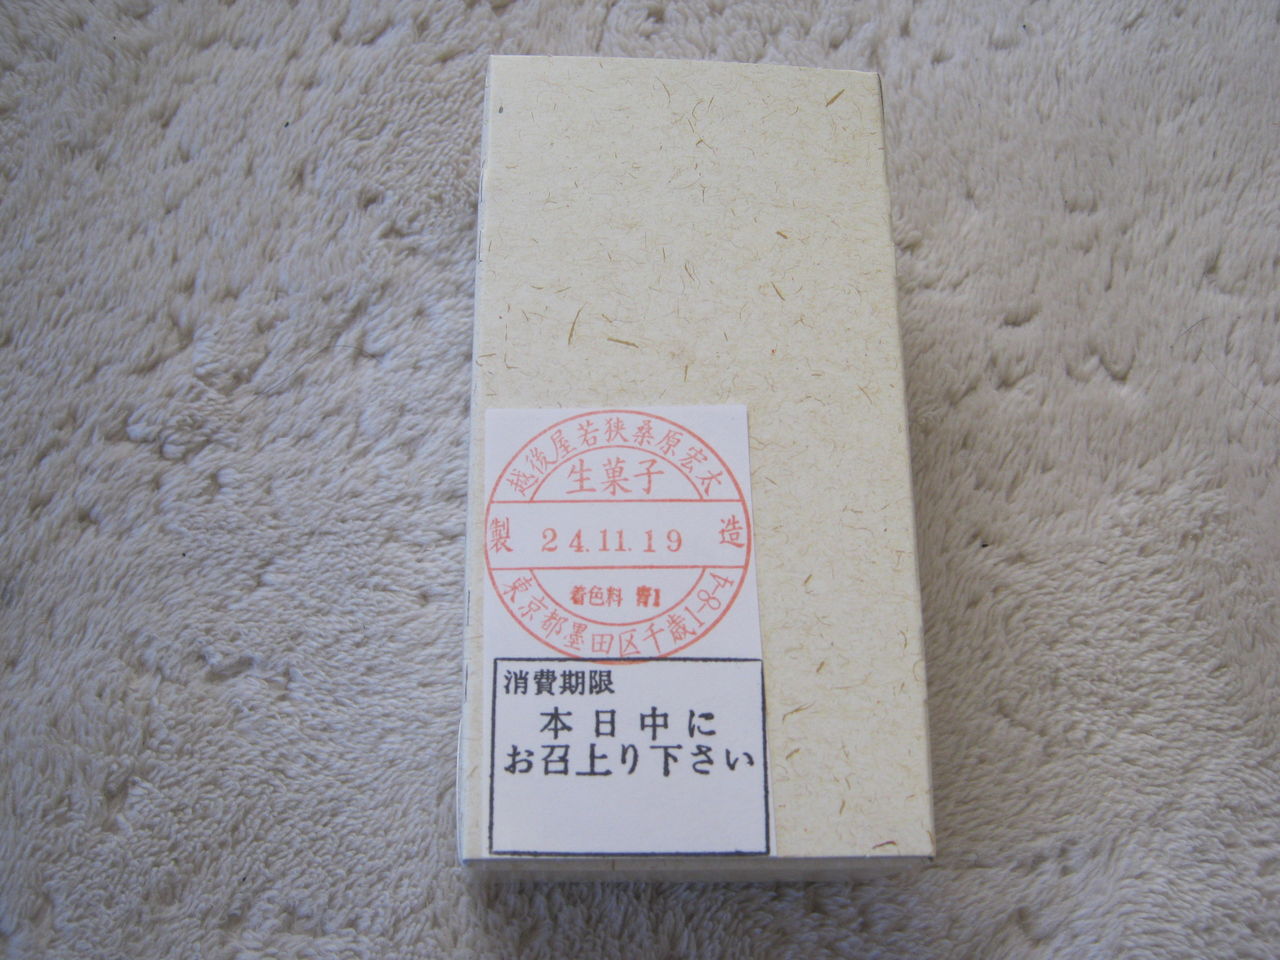 越後屋若狭桑原宏太
生菓子
製 24.11.19 造
着色料 青1
東京都墨田区千歳1-8-4
消費期限
本日中に
お召上り下さい